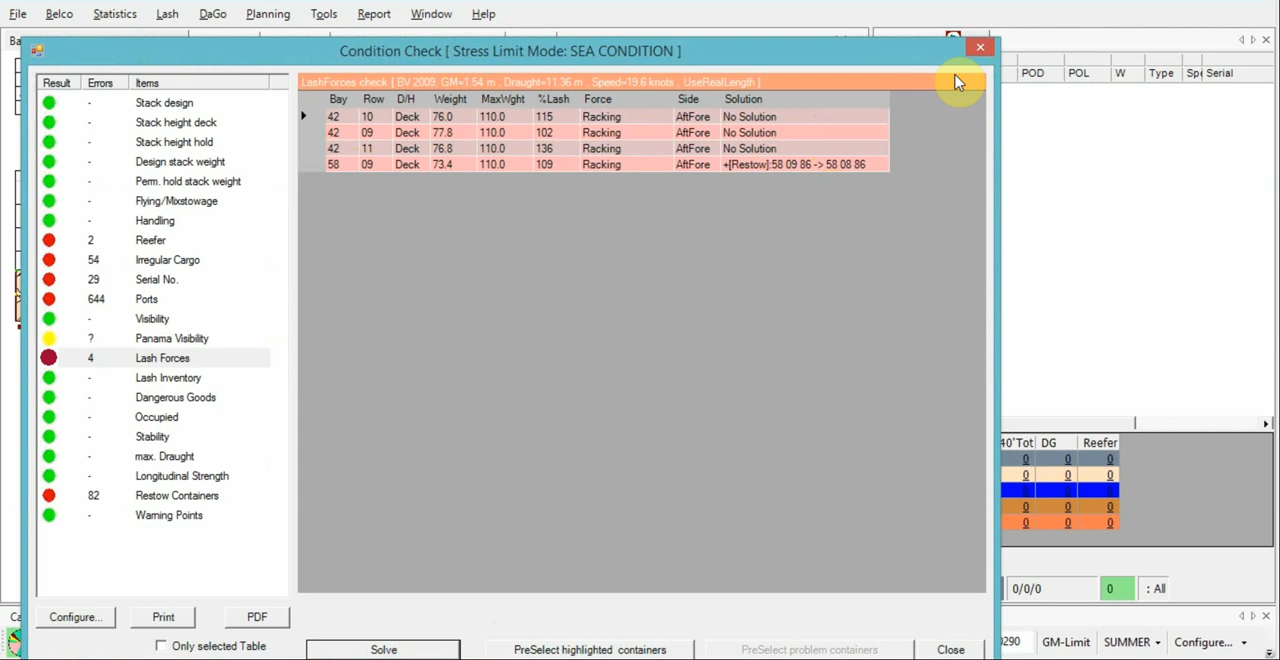 File Belco Statistics Lash DaGo Planning Tools Report Window Help
Ba
Condition Check [ Stress Limit Mode: SEA CONDITION ]
Result Errors Items
- Stack design
- Stack height deck
- Stack height hold
- Design stack weight
- Perm. hold stack weight
- Flying/Mixstowage
- Handling
2 Reefer
54 Irregular Cargo
29 Serial No.
644 Ports
- Visibility
? Panama Visibility
4 Lash Forces
- Lash Inventory
- Dangerous Goods
- Occupied
- Stability
- max. Draught
- Longitudinal Strength
82 Restow Containers
- Warning Points
LashForces check [ BV 2009, GM=1.54 m , Draught=11.36 m , Speed=19.6 knots , UseRealLength ]
Bay Row D/H Weight MaxWght %Lash Force Side Solution
42 10 Deck 76.0 110.0 115 Racking AftFore No Solution
42 09 Deck 77.8 110.0 102 Racking AftFore No Solution
42 11 Deck 76.8 110.0 136 Racking AftFore No Solution
58 09 Deck 73.4 110.0 109 Racking AftFore +[Restow]:58 09 86 -> 58 08 86
POD POL W Type Spe Serial
40'Tot DG Reefer
0 0 0
0 0 0
0 0 0
0 0 0
0/0/0 0 : All
Configure... Print PDF
Only selected Table
Solve PreSelect highlighted containers PreSelect problem containers Close
Ca
0290 GM-Limit SUMMER Configure...